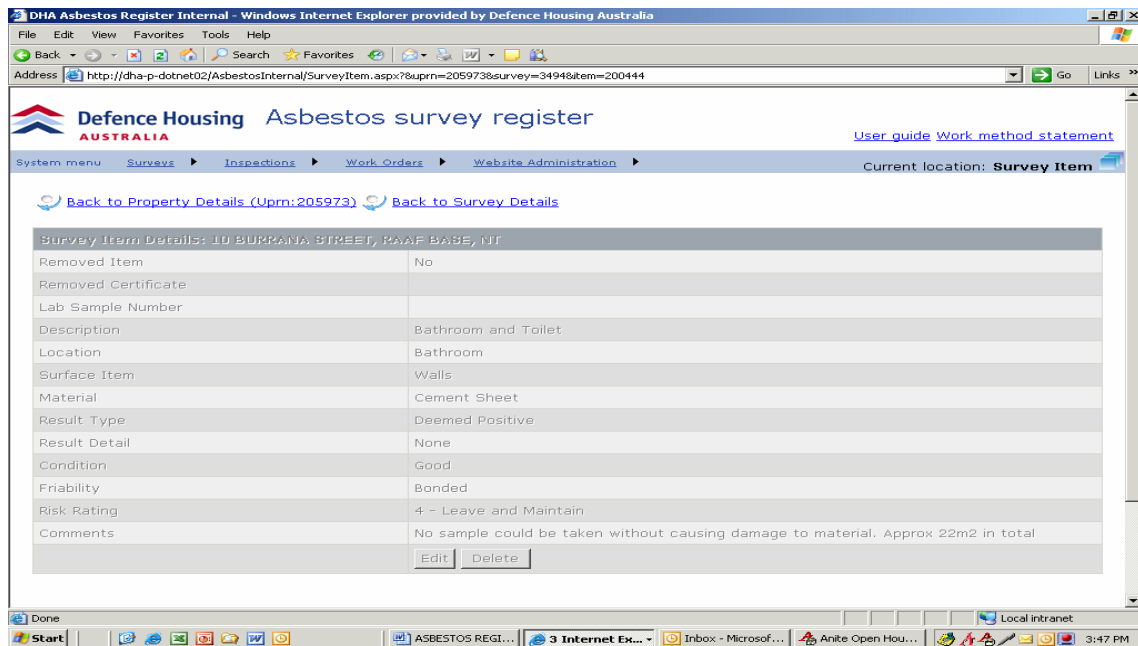 DHA Asbestos Register Internal - Windows Internet Explorer provided by Defence Housing Australia
File Edit View Favorites Tools Help
Back Search Favorites
Address http://dha-p-dotnet02/AsbestosInternal/SurveyItem.aspx?&uprn=205973&survey=3494&item=200444 Go Links »
Defence Housing AUSTRALIA Asbestos survey register
User guide Work method statement
System menu Surveys Inspections Work Orders Website Administration Current location: Survey Item
Back to Property Details (Uprn:205973) Back to Survey Details
Survey Item Details: 10 BURRANA STREET, RAAF BASE, NT
Removed Item No
Removed Certificate
Lab Sample Number
Description Bathroom and Toilet
Location Bathroom
Surface Item Walls
Material Cement Sheet
Result Type Deemed Positive
Result Detail None
Condition Good
Friability Bonded
Risk Rating 4 - Leave and Maintain
Comments No sample could be taken without causing damage to material. Approx 22m2 in total
Edit Delete
Done Local intranet
Start ASBESTOS REGI... 3 Internet Ex... Inbox - Microsof... Anite Open Hou... 3:47 PM